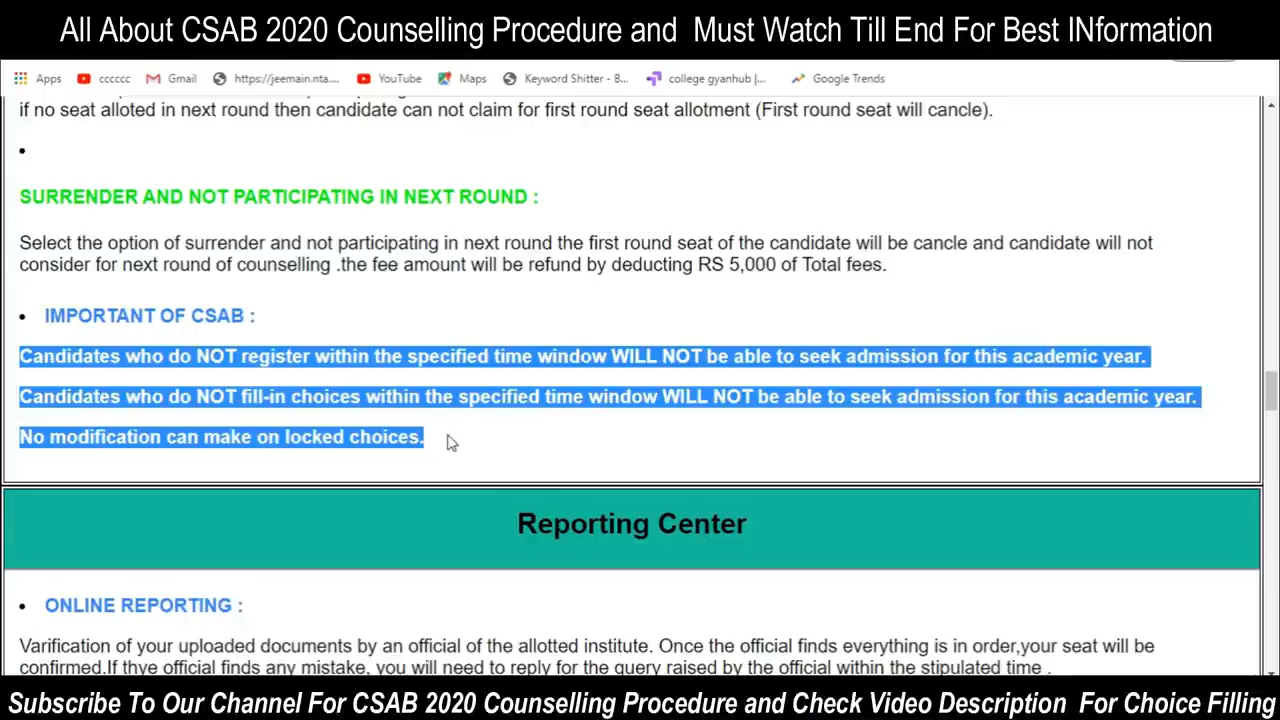 All About CSAB 2020 Counselling Procedure and Must Watch Till End For Best INformation
Apps cccccc Gmail https://jeemain.nta.... YouTube Maps Keyword Shitter - B... college gyanhub |... Google Trends
if no seat alloted in next round then candidate can not claim for first round seat allotment (First round seat will cancle).
SURRENDER AND NOT PARTICIPATING IN NEXT ROUND :
Select the option of surrender and not participating in next round the first round seat of the candidate will be cancle and candidate will not
consider for next round of counselling .the fee amount will be refund by deducting RS 5,000 of Total fees.
• IMPORTANT OF CSAB :
Candidates who do NOT register within the specified time window WILL NOT be able to seek admission for this academic year.
Candidates who do NOT fill-in choices within the specified time window WILL NOT be able to seek admission for this academic year.
No modification can make on locked choices.
Reporting Center
• ONLINE REPORTING :
Varification of your uploaded documents by an official of the allotted institute. Once the official finds everything is in order,your seat will be
confirmed.If thye official finds any mistake, you will need to reply for the query raised by the official within the stipulated time .
Subscribe To Our Channel For CSAB 2020 Counselling Procedure and Check Video Description For Choice Filling